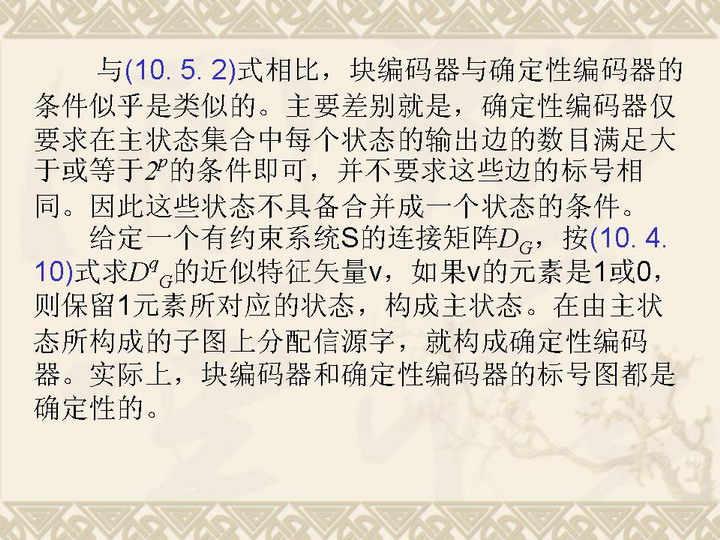 与(10. 5. 2)式相比，块编码器与确定性编码器的
条件似乎是类似的。主要差别就是，确定性编码器仅
要求在主状态集合中每个状态的输出边的数目满足大
于或等于2ᵖ的条件即可，并不要求这些边的标号相
同。因此这些状态不具备合并成一个状态的条件。
给定一个有约束系统S的连接矩阵D_G，按(10. 4.
10)式求D^q_G的近似特征矢量v，如果v的元素是1或0，
则保留1元素所对应的状态，构成主状态。在由主状
态所构成的子图上分配信源字，就构成确定性编码
器。实际上，块编码器和确定性编码器的标号图都是
确定性的。